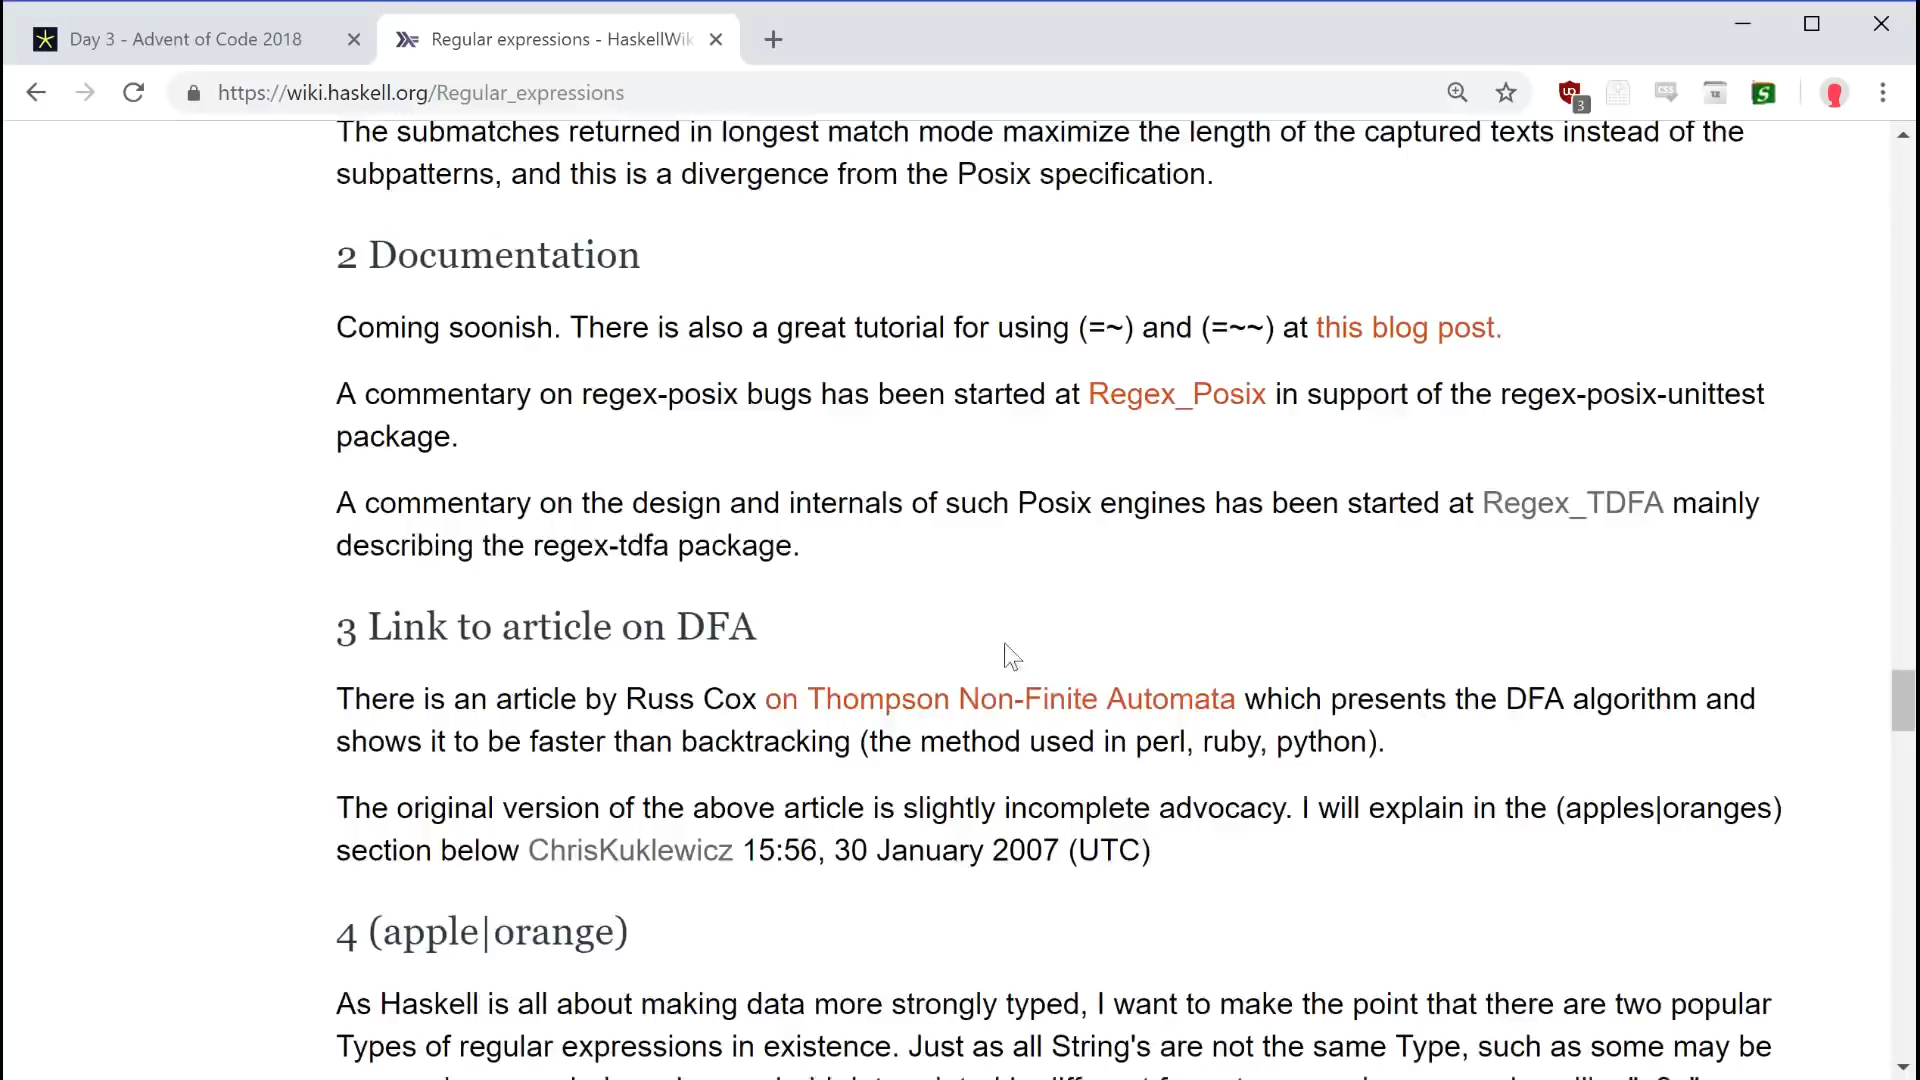 Day 3 - Advent of Code 2018
Regular expressions - HaskellWik
https://wiki.haskell.org/Regular_expressions
3
The submatches returned in longest match mode maximize the length of the captured texts instead of the
subpatterns, and this is a divergence from the Posix specification.
2 Documentation
Coming soonish. There is also a great tutorial for using (=~) and (=~~) at this blog post.
A commentary on regex-posix bugs has been started at Regex_Posix in support of the regex-posix-unittest
package.
A commentary on the design and internals of such Posix engines has been started at Regex_TDFA mainly
describing the regex-tdfa package.
3 Link to article on DFA
There is an article by Russ Cox on Thompson Non-Finite Automata which presents the DFA algorithm and
shows it to be faster than backtracking (the method used in perl, ruby, python).
The original version of the above article is slightly incomplete advocacy. I will explain in the (apples|oranges)
section below ChrisKuklewicz 15:56, 30 January 2007 (UTC)
4 (apple|orange)
As Haskell is all about making data more strongly typed, I want to make the point that there are two popular
Types of regular expressions in existence. Just as all String's are not the same Type, such as some may be